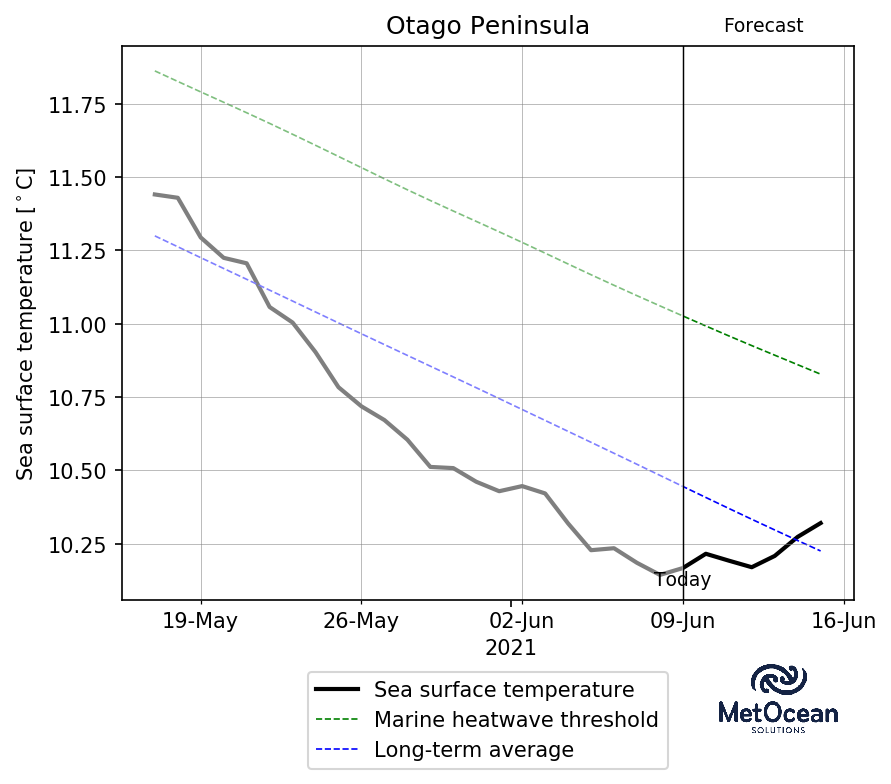 Otago Peninsula
Forecast
Sea surface temperature [°C]
11.75
11.50
11.25
11.00
10.75
10.50
10.25
Today
19-May
26-May
02-Jun
09-Jun
16-Jun
2021
Sea surface temperature
Marine heatwave threshold
Long-term average
MetOcean
SOLUTIONS